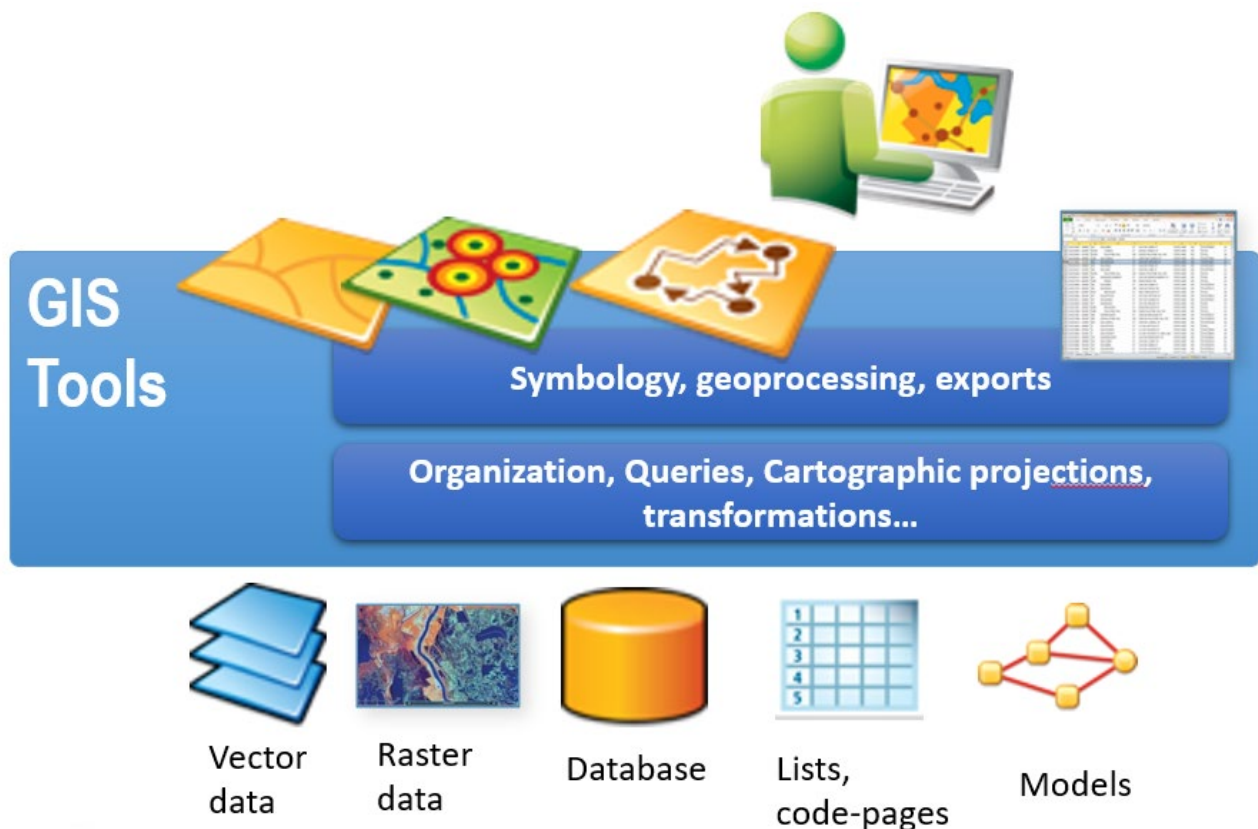 GIS
Tools
Symbology, geoprocessing, exports
Organization, Queries, Cartographic projections,
transformations...
1
2
3
4
5
Vector
data
Raster
data
Database
Lists,
code-pages
Models